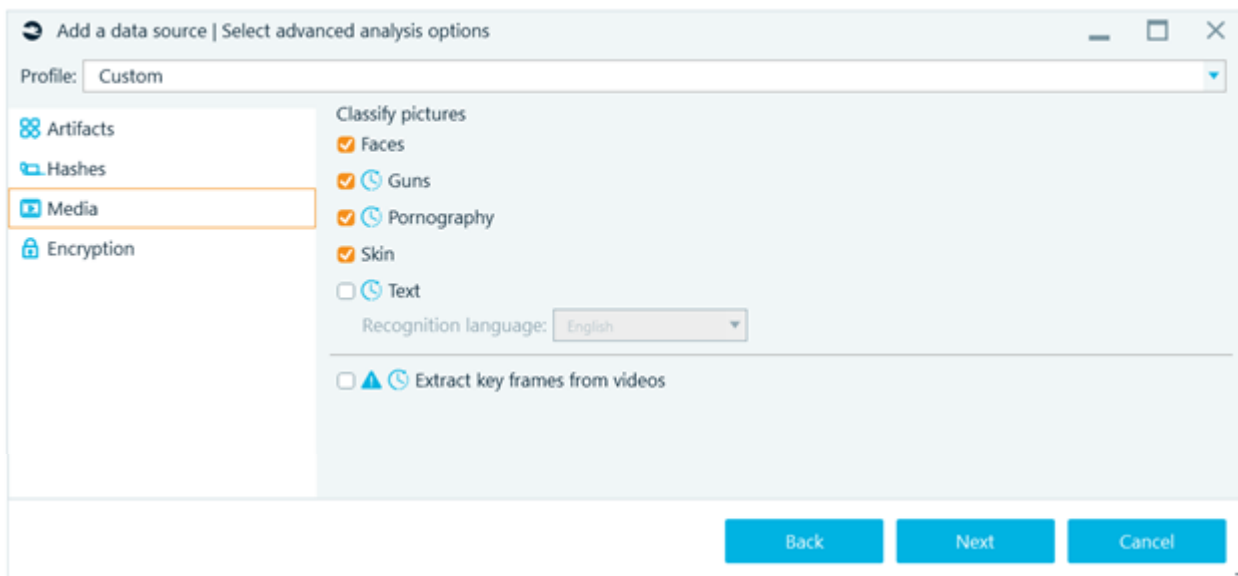 Add a data source | Select advanced analysis options
Profile: Custom
Artifacts
Hashes
Media
Encryption
Classify pictures
Faces
Guns
Pornography
Skin
Text
Recognition language: English
Extract key frames from videos
Back Next Cancel